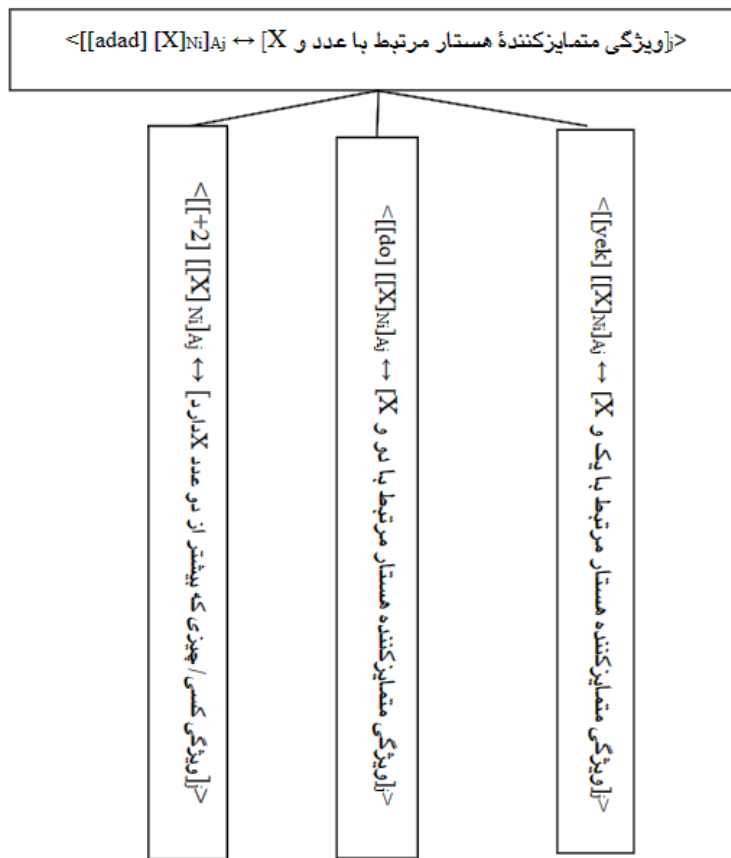 <[[adad] [X]Ni]Aj ↔ [ویژگی متمایزکنندهٔ هستار مرتبط با عدد و X]j>
<[[yek] [[X]Ni]Aj ↔ [ویژگی متمایزکننده هستار مرتبط با یک و X]j>
<[[do] [[X]Ni]Aj ↔ [ویژگی متمایزکننده هستار مرتبط با دو و X]j>
<[[+2] [[X] Ni]Aj ↔ [ویژگی کسی/چیزی که بیشتر از دو عدد Xدارد]j>